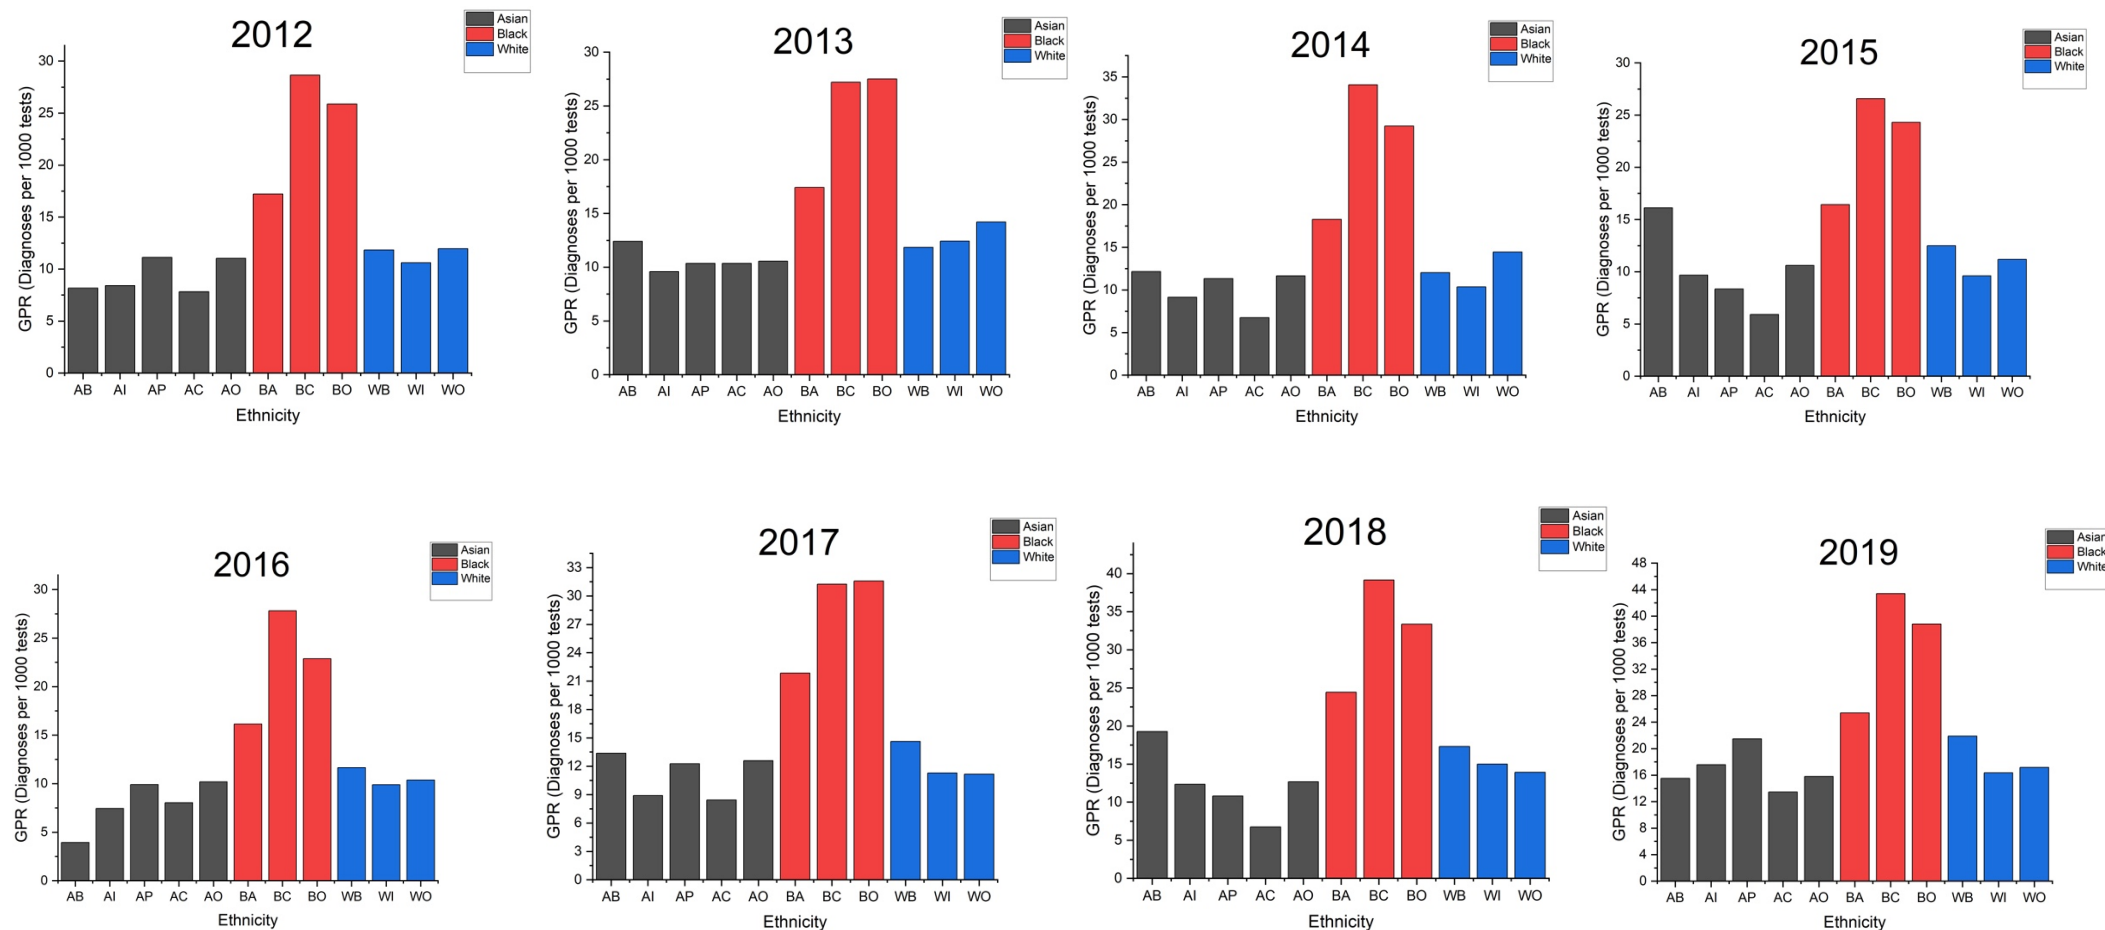 2012
Asian
Black
White
GPR (Diagnoses per 1000 tests)
30
25
20
15
10
5
0
AB AI AP AC AO BA BC BO WB WI WO
Ethnicity
2013
Asian
Black
White
GPR (Diagnoses per 1000 tests)
30
25
20
15
10
5
0
AB AI AP AC AO BA BC BO WB WI WO
Ethnicity
2014
Asian
Black
White
GPR (Diagnoses per 1000 tests)
35
30
25
20
15
10
5
0
AB AI AP AC AO BA BC BO WB WI WO
Ethnicity
2015
Asian
Black
White
GPR (Diagnoses per 1000 tests)
30
25
20
15
10
5
0
AB AI AP AC AO BA BC BO WB WI WO
Ethnicity
2016
Asian
Black
White
GPR (Diagnoses per 1000 tests)
30
25
20
15
10
5
0
AB AI AP AC AO BA BC BO WB WI WO
Ethnicity
2017
Asian
Black
White
GPR (Diagnoses per 1000 tests)
33
30
27
24
21
18
15
12
9
6
3
0
AB AI AP AC AO BA BC BO WB WI WO
Ethnicity
2018
Asian
Black
White
GPR (Diagnoses per 1000 tests)
40
35
30
25
20
15
10
5
0
AB AI AP AC AO BA BC BO WB WI WO
Ethnicity
2019
Asian
Black
White
GPR (Diagnoses per 1000 tests)
48
44
40
36
32
28
24
20
16
12
8
4
0
AB AI AP AC AO BA BC BO WB WI WO
Ethnicity